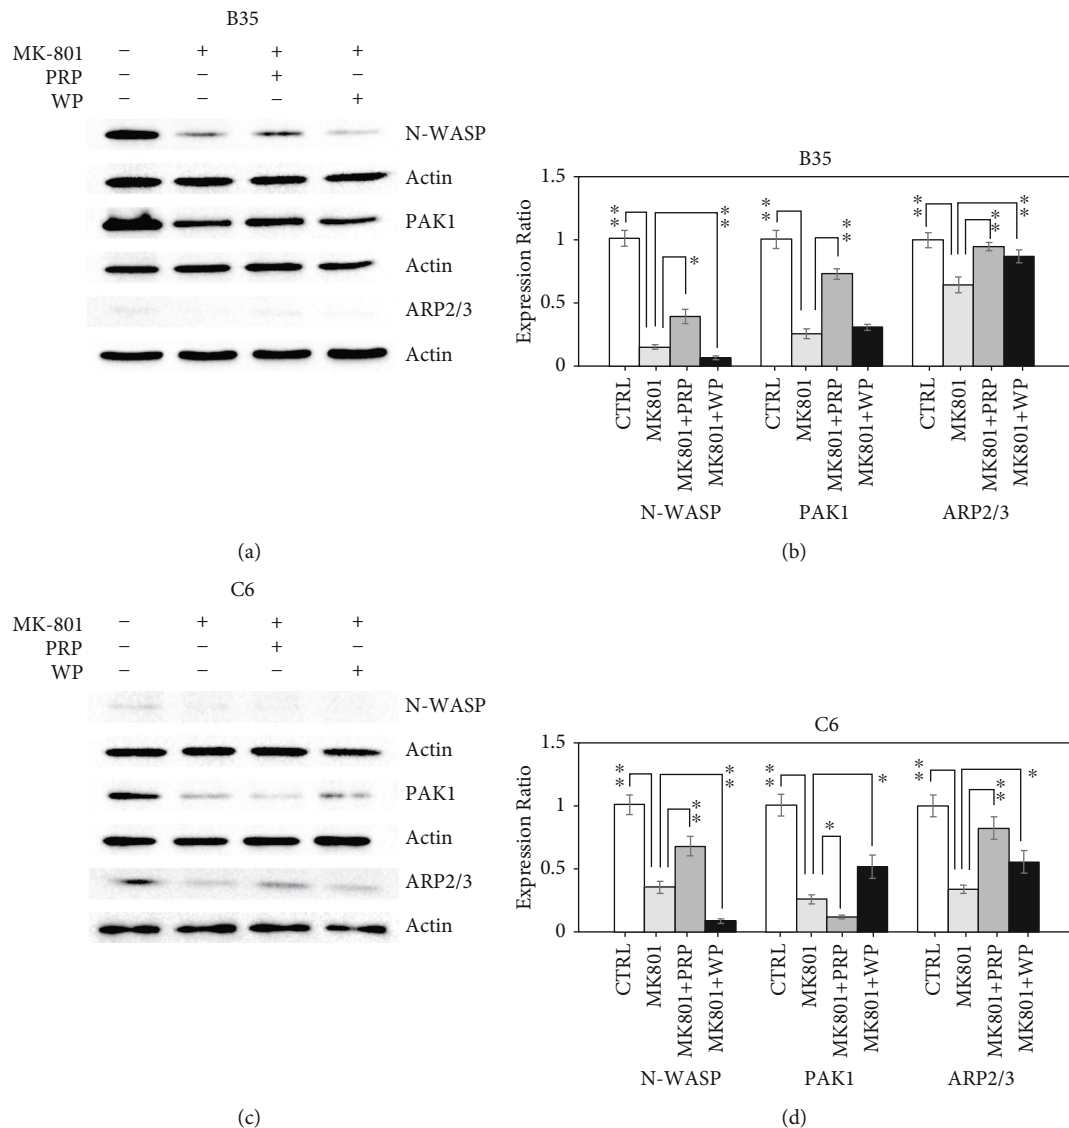 B35
MK-801 − + + +
PRP − − + −
WP − − − +
N-WASP
Actin
PAK1
Actin
ARP2/3
Actin
(a)
B35
Expression Ratio
1.5
1
0.5
0
** ** * ** ** ** ** **
CTRL MK801 MK801+PRP MK801+WP CTRL MK801 MK801+PRP MK801+WP CTRL MK801 MK801+PRP MK801+WP
N-WASP PAK1 ARP2/3
(b)
C6
MK-801 − + + +
PRP − − + −
WP − − − +
N-WASP
Actin
PAK1
Actin
ARP2/3
Actin
(c)
C6
Expression Ratio
1.5
1
0.5
0
** ** ** ** * * ** ** *
CTRL MK801 MK801+PRP MK801+WP CTRL MK801 MK801+PRP MK801+WP CTRL MK801 MK801+PRP MK801+WP
N-WASP PAK1 ARP2/3
(d)